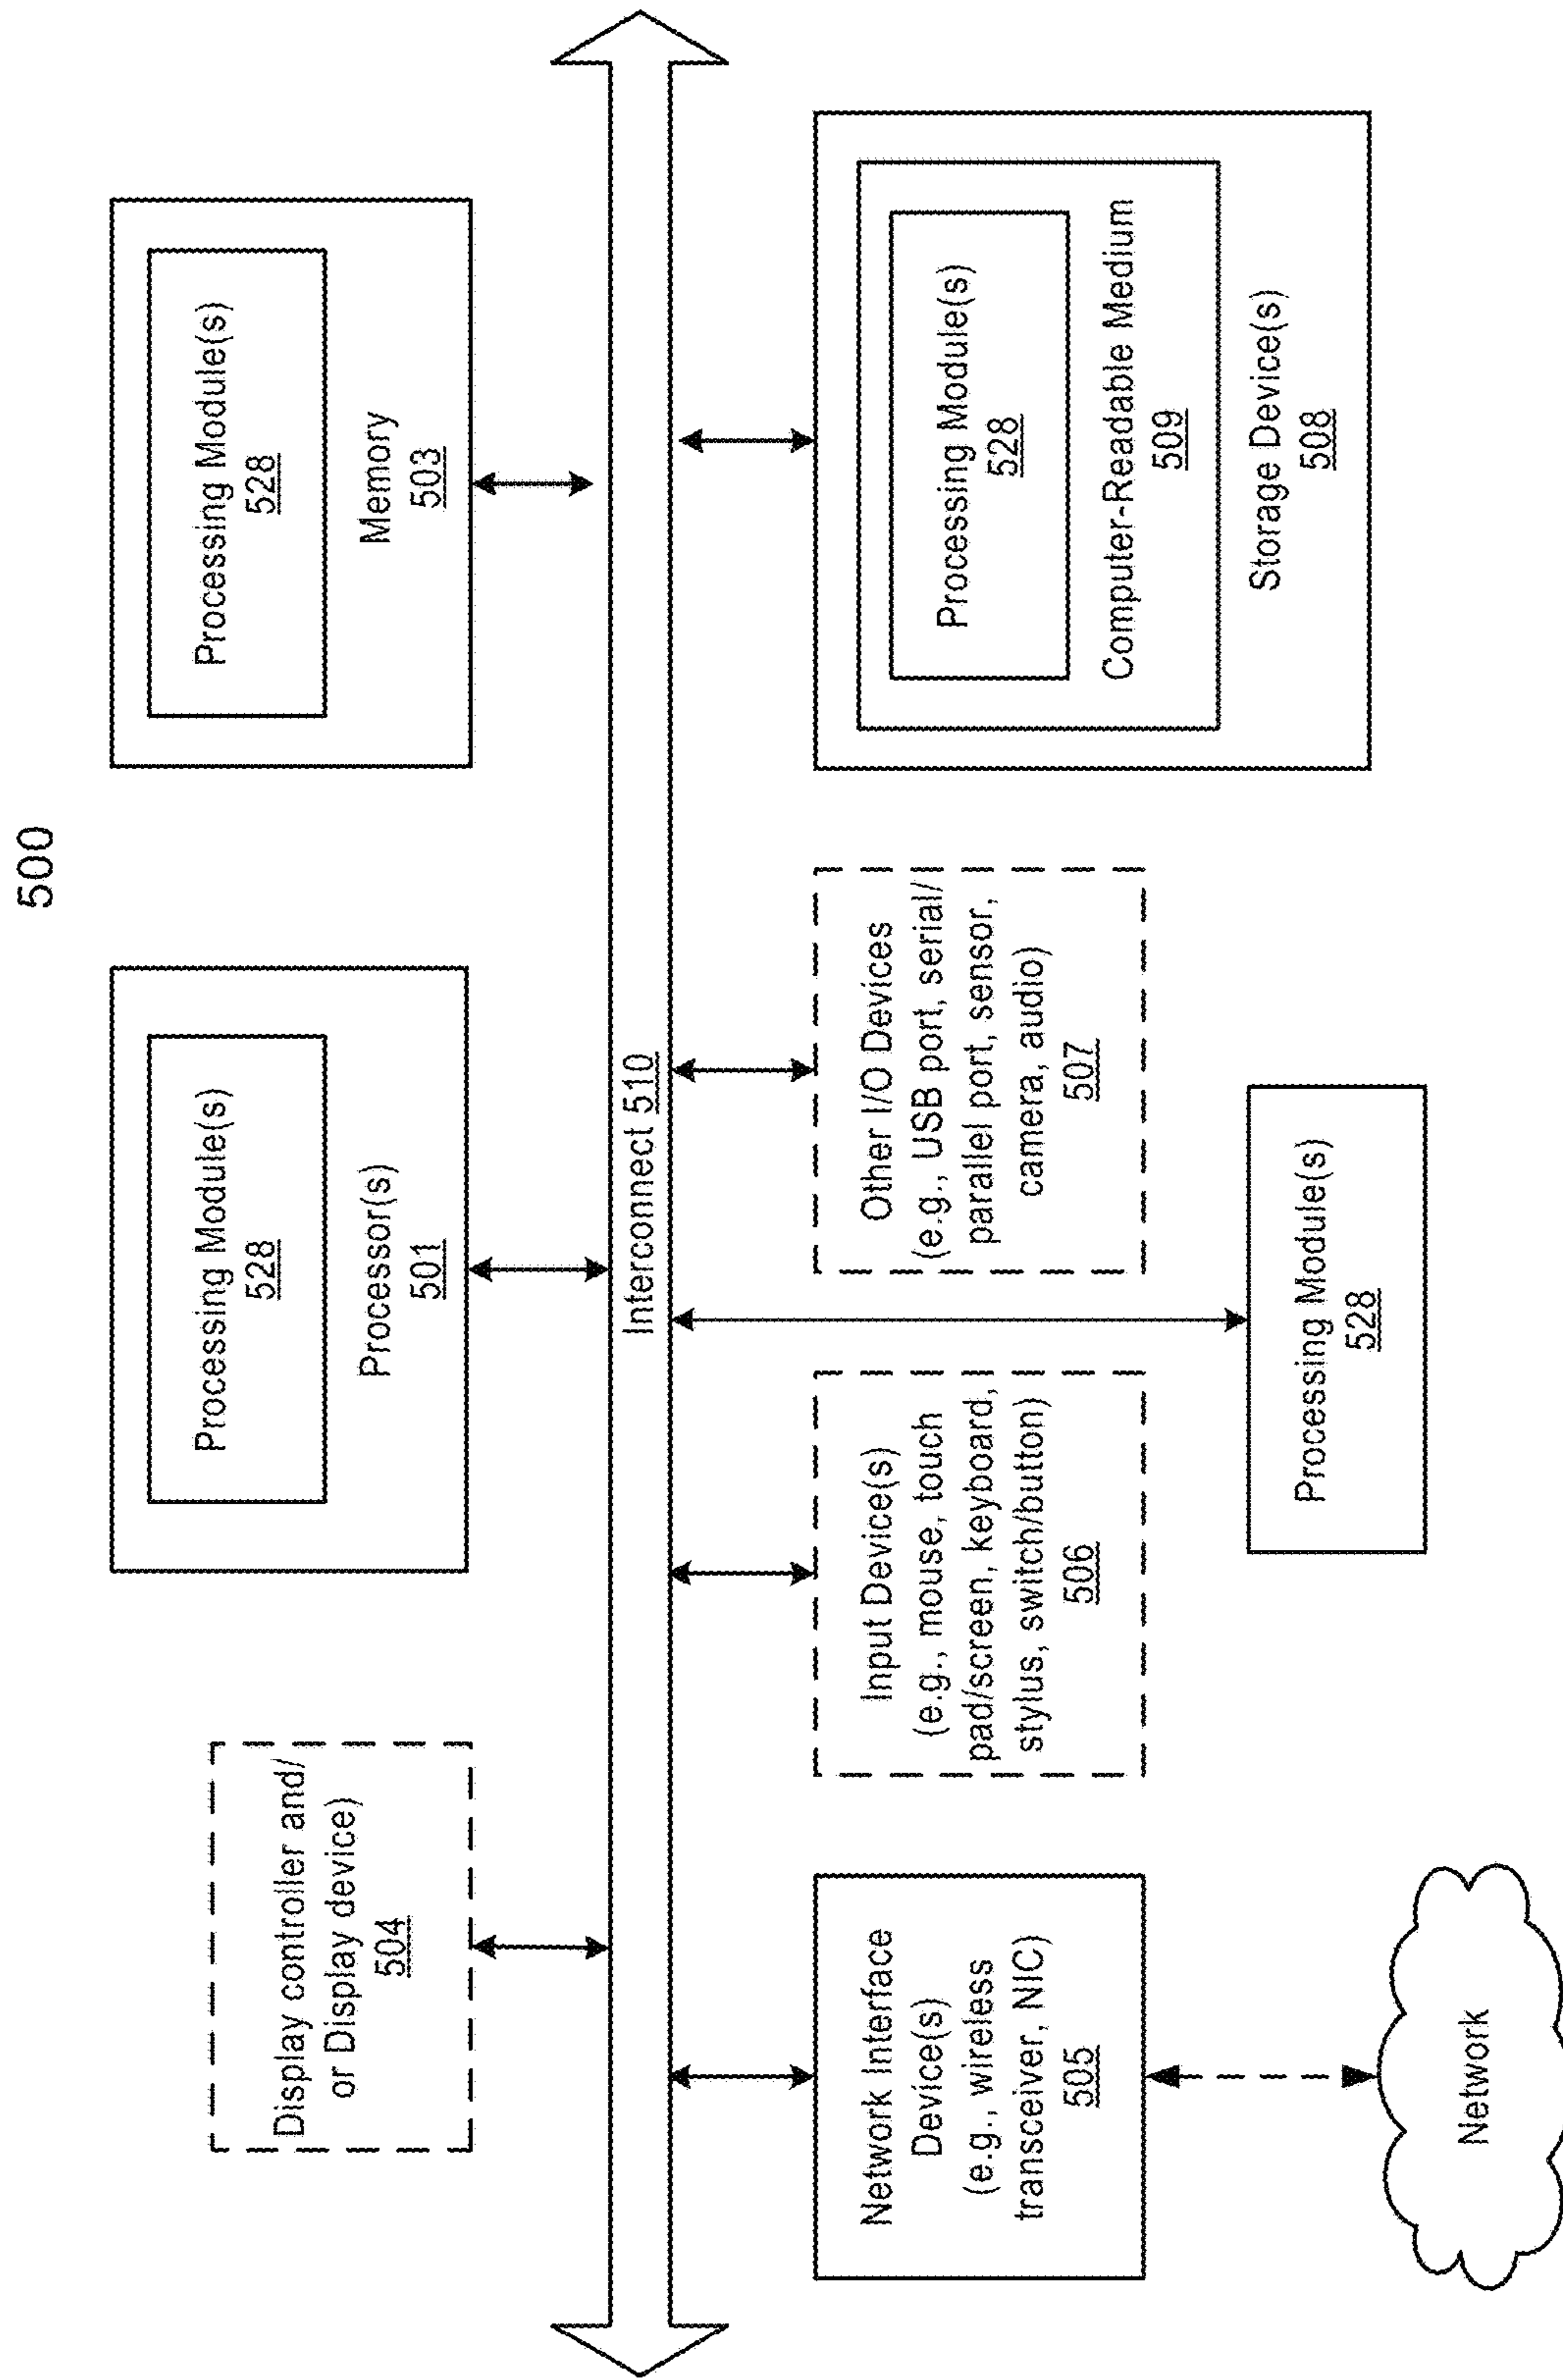 500
Display controller and/
or Display device)
504
Processing Module(s)
528
Processor(s)
501
Processing Module(s)
528
Memory
503
Interconnect 510
Network Interface
Device(s)
(e.g., wireless
transceiver, NIC)
505
Input Device(s)
(e.g., mouse, touch
pad/screen, keyboard,
stylus, switch/button)
506
Other I/O Devices
(e.g., USB port, serial/
parallel port, sensor,
camera, audio)
507
Processing Module(s)
528
Computer-Readable Medium
509
Storage Device(s)
508
Processing Module(s)
528
Network